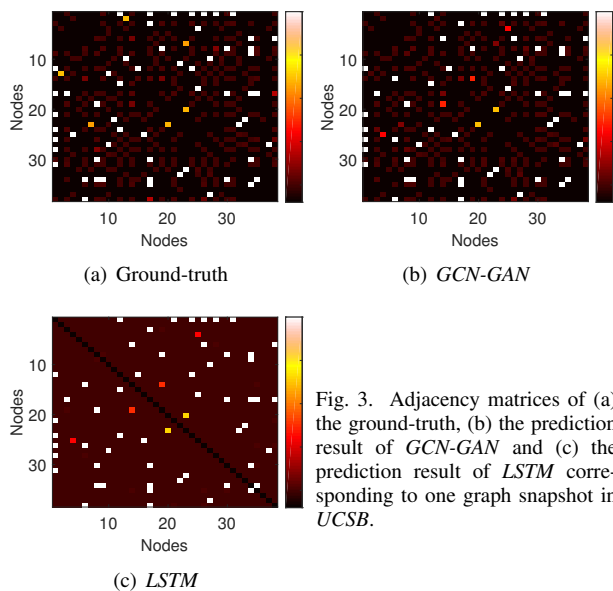 10
20
30
Nodes
10
20
30
Nodes
(a) Ground-truth
10
20
30
Nodes
10
20
30
Nodes
(b) GCN-GAN
10
20
30
Nodes
10
20
30
Nodes
(c) LSTM
Fig. 3. Adjacency matrices of (a)
the ground-truth, (b) the prediction
result of GCN-GAN and (c) the
prediction result of LSTM corre-
sponding to one graph snapshot in
UCSB.